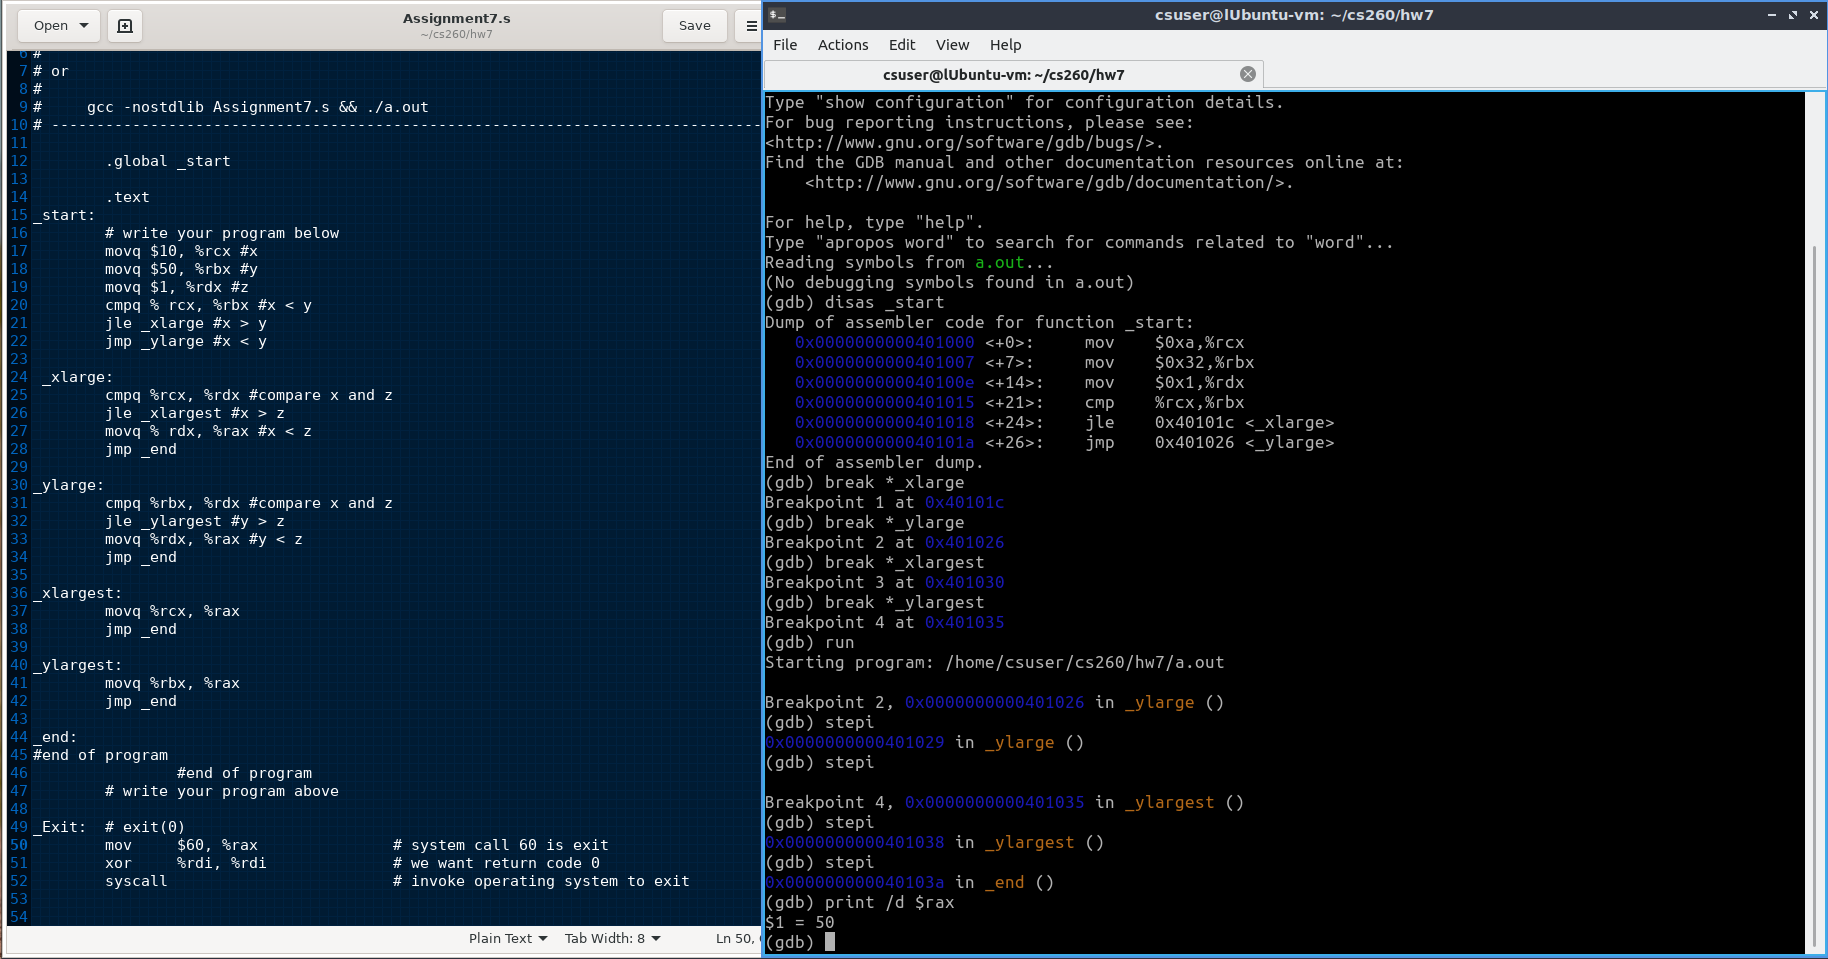 Open
Assignment7.s
~/cs260/hw7
Save
6 #
7 # or
8 #
9 #     gcc -nostdlib Assignment7.s && ./a.out
10 # -------------------------------------------------------------------------------
11
12         .global _start
13
14         .text
15 _start:
16         # write your program below
17         movq $10, %rcx #x
18         movq $50, %rbx #y
19         movq $1, %rdx #z
20         cmpq % rcx, %rbx #x < y
21         jle _xlarge #x > y
22         jmp _ylarge #x < y
23
24  _xlarge:
25         cmpq %rcx, %rdx #compare x and z
26         jle _xlargest #x > z
27         movq % rdx, %rax #x < z
28         jmp _end
29
30 _ylarge:
31         cmpq %rbx, %rdx #compare x and z
32         jle _ylargest #y > z
33         movq %rdx, %rax #y < z
34         jmp _end
35
36 _xlargest:
37         movq %rcx, %rax
38         jmp _end
39
40 _ylargest:
41         movq %rbx, %rax
42         jmp _end
43
44 _end:
45 #end of program
46                 #end of program
47         # write your program above
48
49 _Exit:  # exit(0)
50         mov     $60, %rax               # system call 60 is exit
51         xor     %rdi, %rdi              # we want return code 0
52         syscall                         # invoke operating system to exit
53
54
Plain Text
Tab Width: 8
Ln 50,
csuser@lUbuntu-vm: ~/cs260/hw7
File Actions Edit View Help
csuser@lUbuntu-vm: ~/cs260/hw7
Type "show configuration" for configuration details.
For bug reporting instructions, please see:
<http://www.gnu.org/software/gdb/bugs/>.
Find the GDB manual and other documentation resources online at:
    <http://www.gnu.org/software/gdb/documentation/>.

For help, type "help".
Type "apropos word" to search for commands related to "word"...
Reading symbols from a.out...
(No debugging symbols found in a.out)
(gdb) disas _start
Dump of assembler code for function _start:
   0x0000000000401000 <+0>:     mov    $0xa,%rcx
   0x0000000000401007 <+7>:     mov    $0x32,%rbx
   0x000000000040100e <+14>:    mov    $0x1,%rdx
   0x0000000000401015 <+21>:    cmp    %rcx,%rbx
   0x0000000000401018 <+24>:    jle    0x40101c <_xlarge>
   0x000000000040101a <+26>:    jmp    0x401026 <_ylarge>
End of assembler dump.
(gdb) break *_xlarge
Breakpoint 1 at 0x40101c
(gdb) break *_ylarge
Breakpoint 2 at 0x401026
(gdb) break *_xlargest
Breakpoint 3 at 0x401030
(gdb) break *_ylargest
Breakpoint 4 at 0x401035
(gdb) run
Starting program: /home/csuser/cs260/hw7/a.out

Breakpoint 2, 0x0000000000401026 in _ylarge ()
(gdb) stepi
0x0000000000401029 in _ylarge ()
(gdb) stepi

Breakpoint 4, 0x0000000000401035 in _ylargest ()
(gdb) stepi
0x0000000000401038 in _ylargest ()
(gdb) stepi
0x000000000040103a in _end ()
(gdb) print /d $rax
$1 = 50
(gdb)